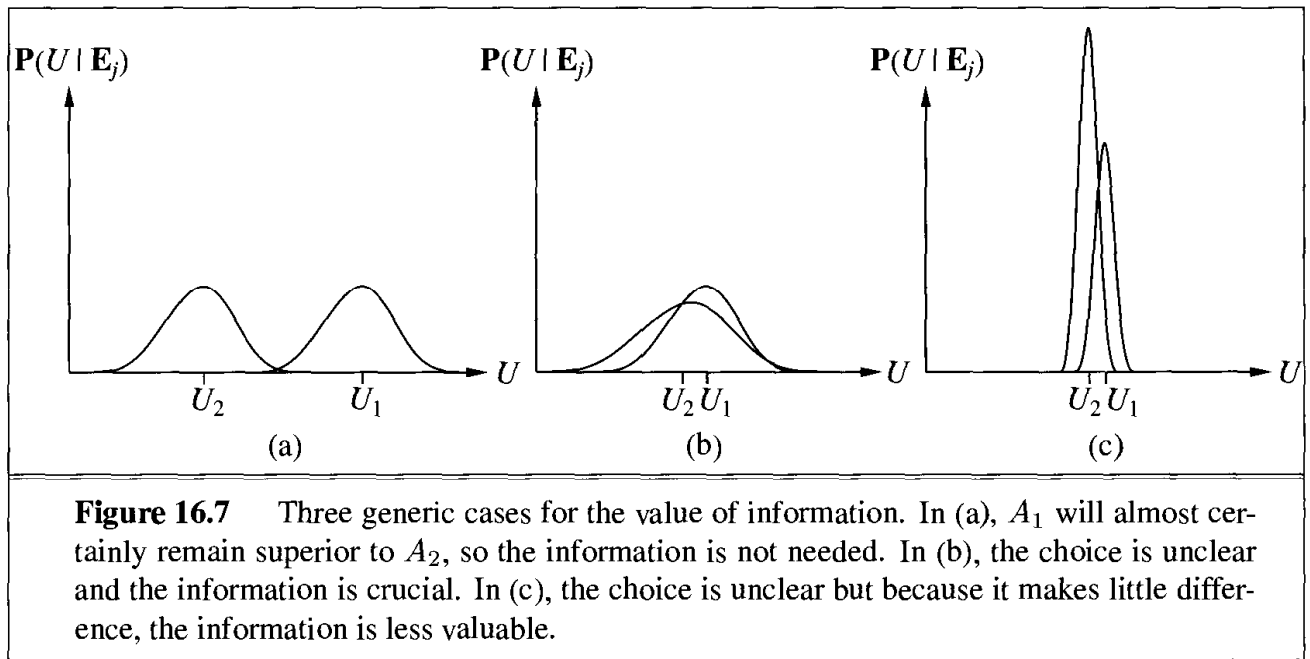 P(U | E_j) P(U | E_j) P(U | E_j)
U U U
U_2 U_1 U_2 U_1 U_2 U_1
(a) (b) (c)
Figure 16.7 Three generic cases for the value of information. In (a), A_1 will almost cer-
tainly remain superior to A_2, so the information is not needed. In (b), the choice is unclear
and the information is crucial. In (c), the choice is unclear but because it makes little differ-
ence, the information is less valuable.